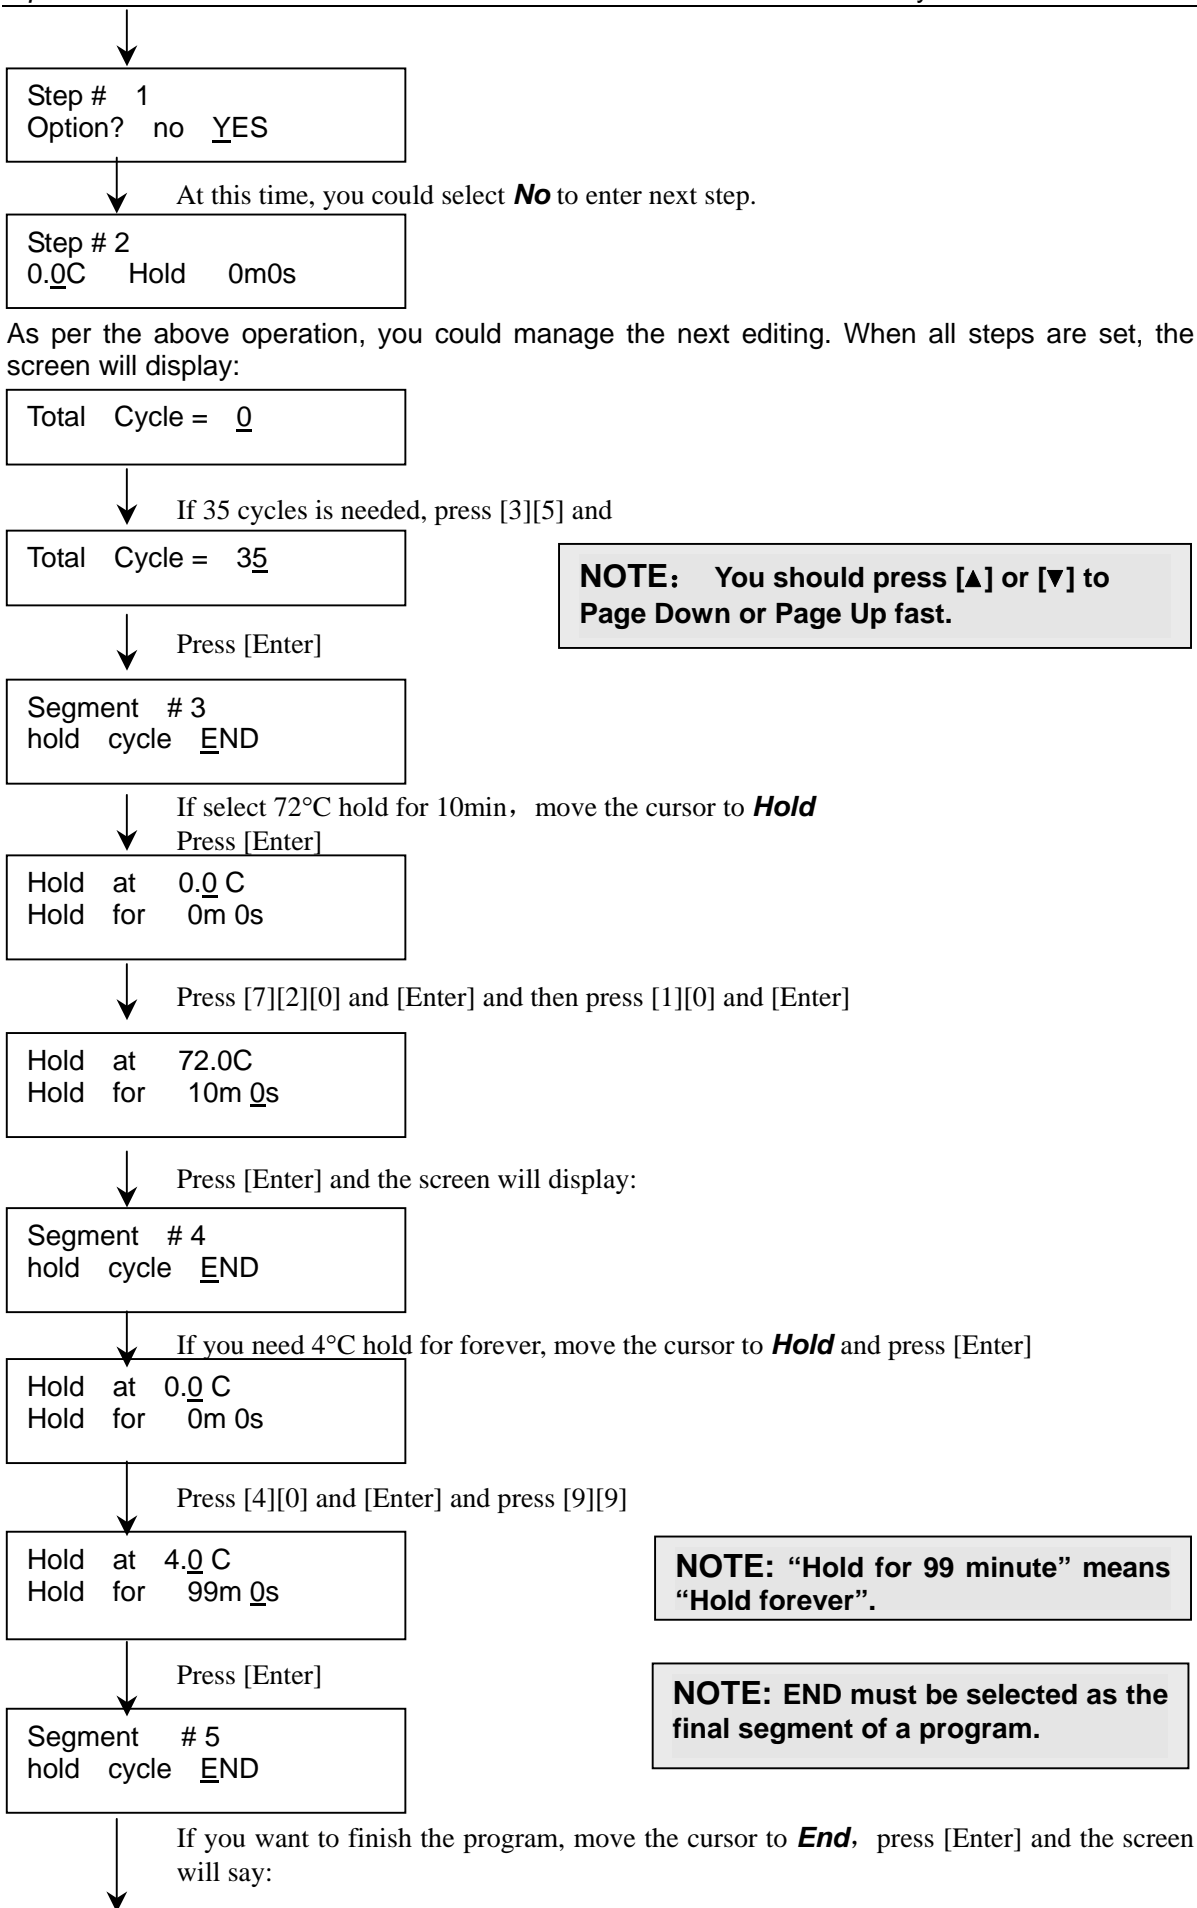 Step # 1
Option? no YES
At this time, you could select No to enter next step.
Step # 2
0.0C Hold 0m0s
As per the above operation, you could manage the next editing. When all steps are set, the
screen will display:
Total Cycle = 0
If 35 cycles is needed, press [3][5] and
Total Cycle = 35
NOTE： You should press [▲] or [▼] to
Page Down or Page Up fast.
Press [Enter]
Segment # 3
hold cycle END
If select 72°C hold for 10min， move the cursor to Hold
Press [Enter]
Hold at 0.0 C
Hold for 0m 0s
Press [7][2][0] and [Enter] and then press [1][0] and [Enter]
Hold at 72.0C
Hold for 10m 0s
Press [Enter] and the screen will display:
Segment # 4
hold cycle END
If you need 4°C hold for forever, move the cursor to Hold and press [Enter]
Hold at 0.0 C
Hold for 0m 0s
Press [4][0] and [Enter] and press [9][9]
Hold at 4.0 C
Hold for 99m 0s
NOTE: “Hold for 99 minute” means
“Hold forever”.
Press [Enter]
NOTE: END must be selected as the
final segment of a program.
Segment # 5
hold cycle END
If you want to finish the program, move the cursor to End， press [Enter] and the screen
will say: